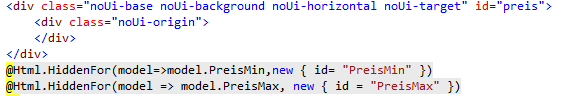 <div class="noUi-base noUi-background noUi-horizontal noUi-target" id="preis">
<div class="noUi-origin">
</div>
</div>
@Html.HiddenFor(model=>model.PreisMin,new { id= "PreisMin" })
@Html.HiddenFor(model => model.PreisMax, new { id = "PreisMax" })